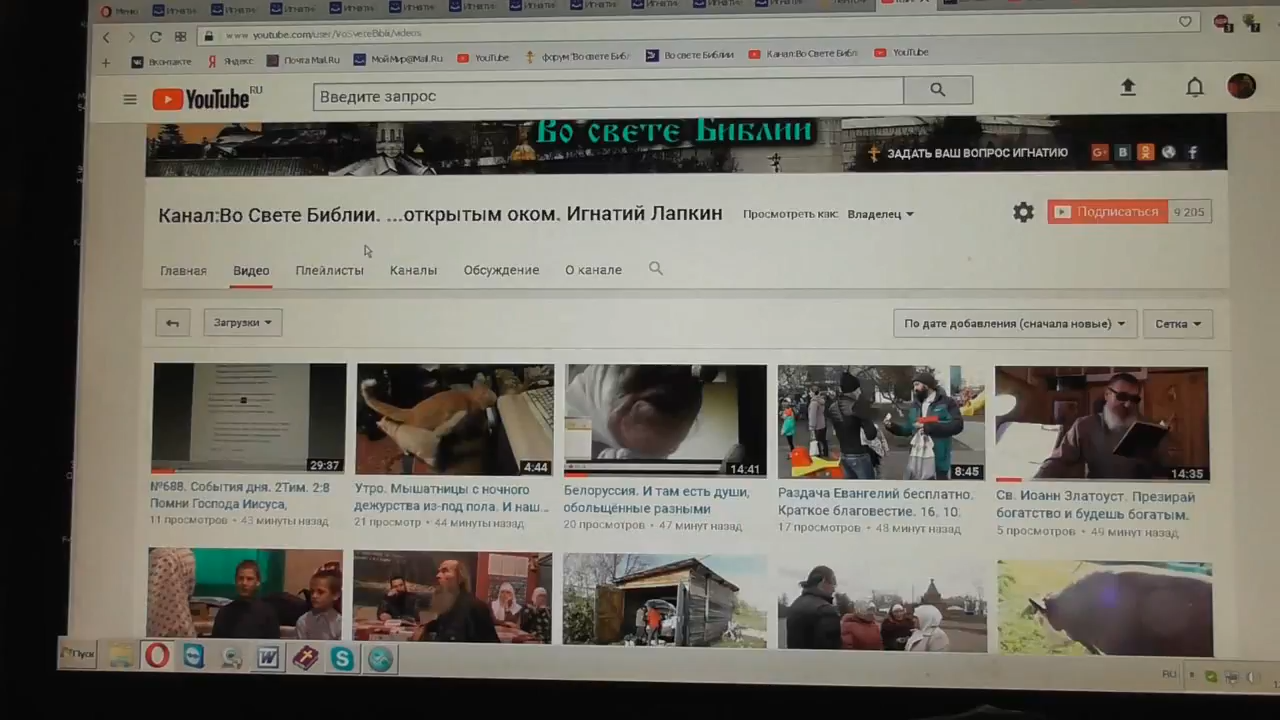 Меню
www youtube.com/user/VoSveteBiblii/videos
Вконтакте Яндекс Почта Mail.Ru МойМир@Mail.Ru YouTube форум "Во свете Библ Во свете Библии Канал:Во Свете Библ YouTube
YouTube RU
Введите запрос
Во свете Библии
ЗАДАТЬ ВАШ ВОПРОС ИГНАТИЮ
Канал:Во Свете Библии. ...открытым оком. Игнатий Лапкин
Просмотреть как: Владелец
Подписаться 9 205
Главная Видео Плейлисты Каналы Обсуждение О канале
Загрузки
По дате добавления (сначала новые) Сетка
29:37 4:44 14:41 8:45 14:35
№688. События дня. 2Тим. 2:8
Помни Господа Иисуса,
11 просмотров • 43 минуты назад
Утро. Мышатницы с ночного
дежурства из-под пола. И наш...
21 просмотр • 44 минуты назад
Белоруссия. И там есть души,
обольщённые разными
20 просмотров • 47 минут назад
Раздача Евангелий бесплатно.
Краткое благовестие. 16. 10.
17 просмотров • 48 минут назад
Св. Иоанн Златоуст. Презирай
богатство и будешь богатым.
5 просмотров • 49 минут назад
Пуск
RU